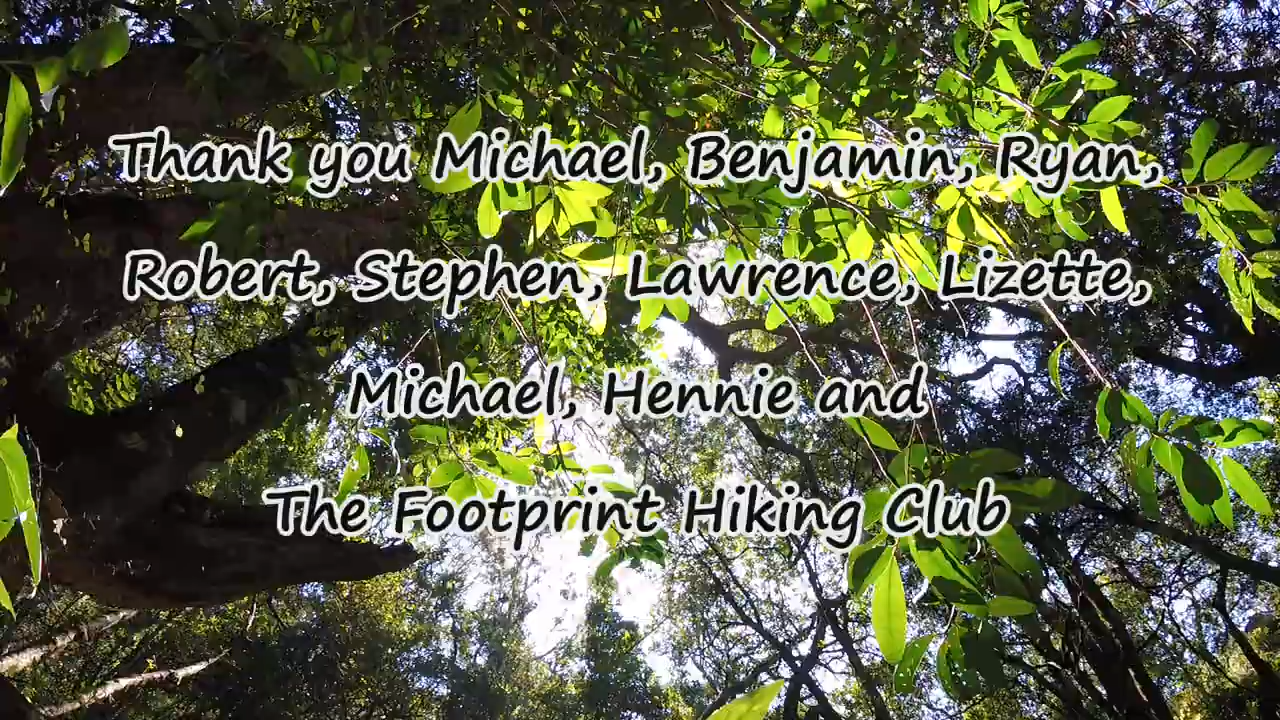 Thank you Michael, Benjamin, Ryan,
Robert, Stephen, Lawrence, Lizette,
Michael, Hennie and
The Footprint Hiking Club